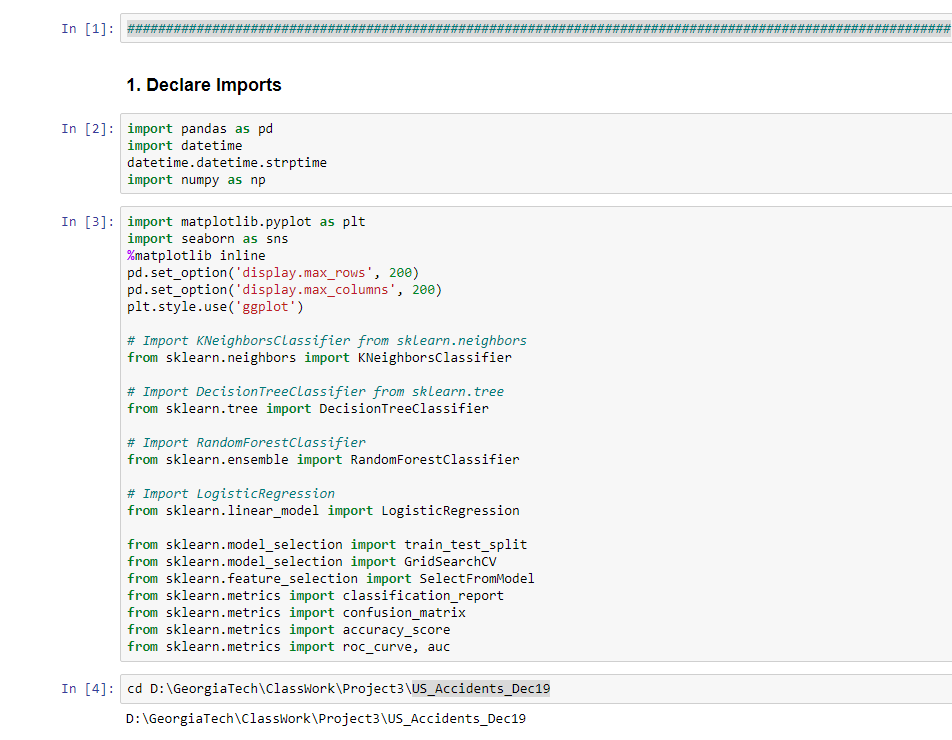 In [1]: ###########################################################################################################
1. Declare Imports
In [2]: import pandas as pd
import datetime
datetime.datetime.strptime
import numpy as np
In [3]: import matplotlib.pyplot as plt
import seaborn as sns
%matplotlib inline
pd.set_option('display.max_rows', 200)
pd.set_option('display.max_columns', 200)
plt.style.use('ggplot')
# Import KNeighborsClassifier from sklearn.neighbors
from sklearn.neighbors import KNeighborsClassifier
# Import DecisionTreeClassifier from sklearn.tree
from sklearn.tree import DecisionTreeClassifier
# Import RandomForestClassifier
from sklearn.ensemble import RandomForestClassifier
# Import LogisticRegression
from sklearn.linear_model import LogisticRegression
from sklearn.model_selection import train_test_split
from sklearn.model_selection import GridSearchCV
from sklearn.feature_selection import SelectFromModel
from sklearn.metrics import classification_report
from sklearn.metrics import confusion_matrix
from sklearn.metrics import accuracy_score
from sklearn.metrics import roc_curve, auc
In [4]: cd D:\GeorgiaTech\ClassWork\Project3\US_Accidents_Dec19
D:\GeorgiaTech\ClassWork\Project3\US_Accidents_Dec19